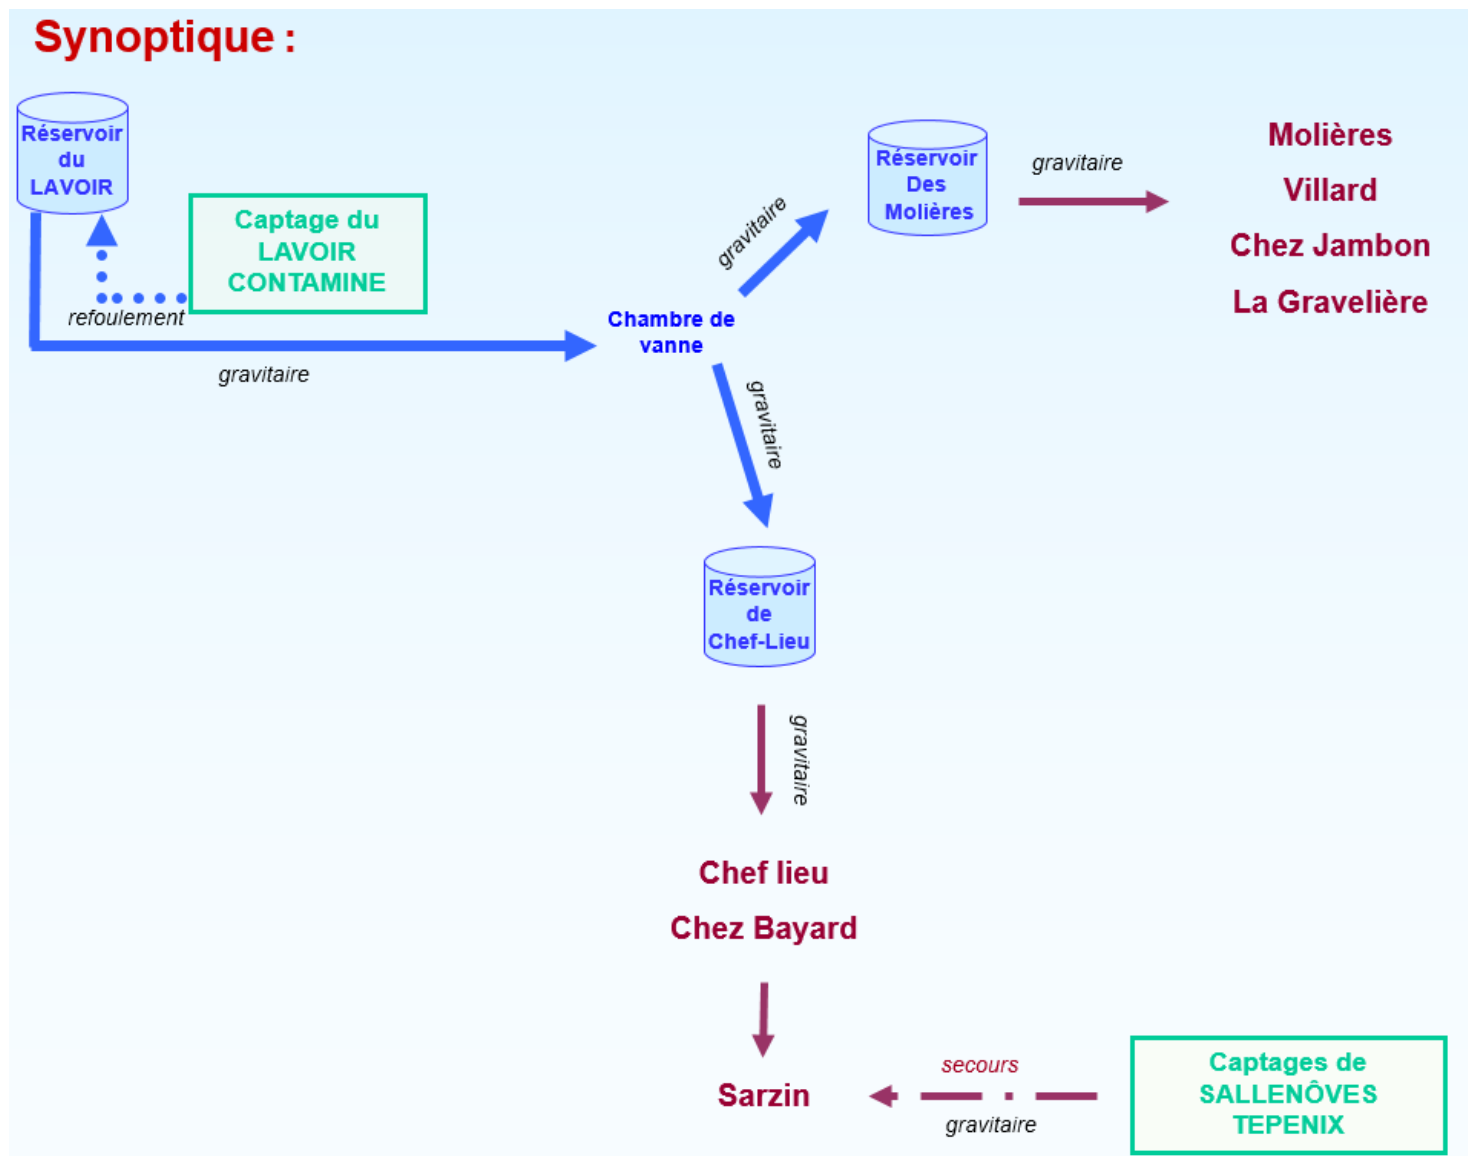 Synoptique :
Réservoir
du
LAVOIR
Captage du
LAVOIR
CONTAMINE
refoulement
gravitaire
Chambre de
vanne
gravitaire
Réservoir
Des
Molières
gravitaire
Molières
Villard
Chez Jambon
La Gravelière
gravitaire
Réservoir
de
Chef-Lieu
gravitaire
Chef lieu
Chez Bayard
Sarzin
secours
gravitaire
Captages de
SALLENÔVES
TEPENIX